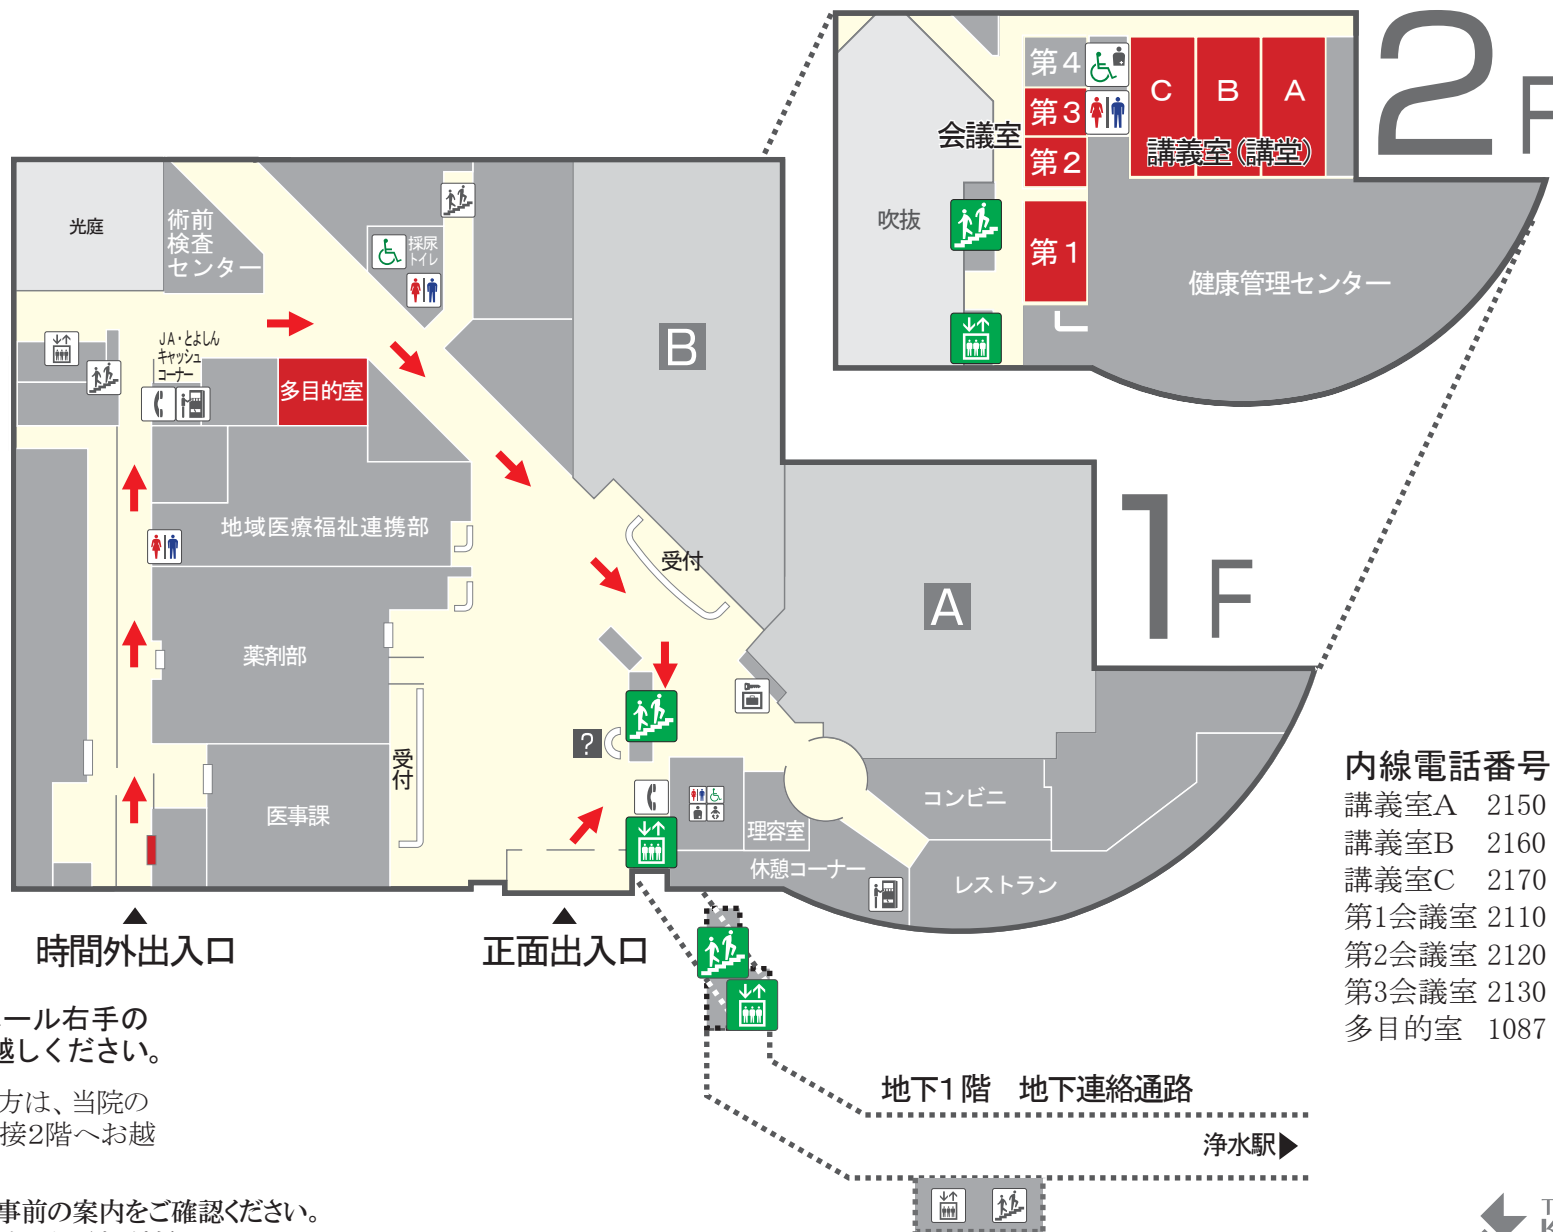 2F
第4
第3
第2
第1
会議室
C
B
A
講義室(講堂)
吹抜
健康管理センター
光庭
術前
検査
センター
採尿
トイレ
JA・とよしん
キャッシュ
コーナー
多目的室
B
地域医療福祉連携部
受付
A
1F
薬剤部
?
受付
医事課
コンビニ
理容室
休憩コーナー
レストラン
時間外出入口
正面出入口
内線電話番号
講義室A 2150
講義室B 2160
講義室C 2170
第1会議室 2110
第2会議室 2120
第3会議室 2130
多目的室 1087
ール右手の
越しください。
方は、当院の
接2階へお越
事前の案内をご確認ください。
地下1階 地下連絡通路
浄水駅▶